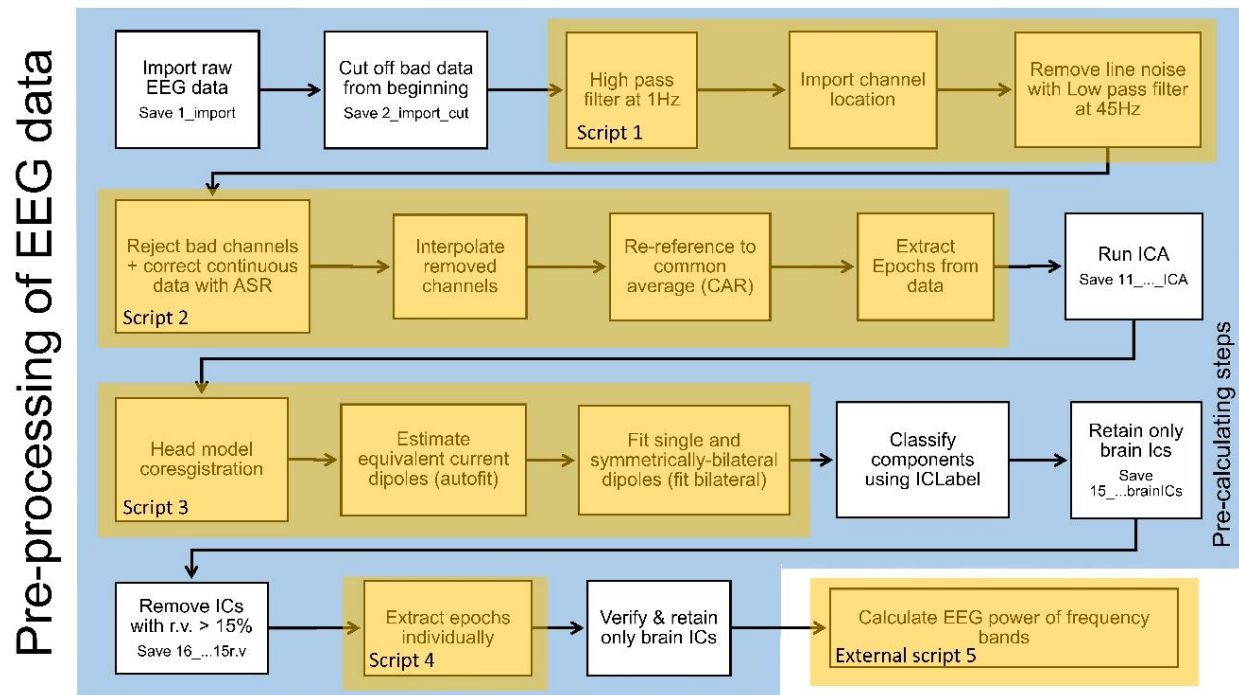 Pre-processing of EEG data
Import raw
EEG data
Save 1_import
Cut off bad data
from beginning
Save 2_import_cut
High pass
filter at 1Hz
Script 1
Import channel
location
Remove line noise
with Low pass filter
at 45Hz
Reject bad channels
+ correct continuous
data with ASR
Script 2
Interpolate
removed
channels
Re-reference to
common
average (CAR)
Extract
Epochs from
data
Run ICA
Save 11_..._ICA
Head model
coresgistration
Script 3
Estimate
equivalent current
dipoles (autofit)
Fit single and
symmetrically-bilateral
dipoles (fit bilateral)
Classify
components
using ICLabel
Retain only
brain Ics
Save
15_...brainICs
Pre-calculating steps
Remove ICs
with r.v. > 15%
Save 16_...15r.v
Extract epochs
individually
Script 4
Verify & retain
only brain ICs
Calculate EEG power of frequency
bands
External script 5